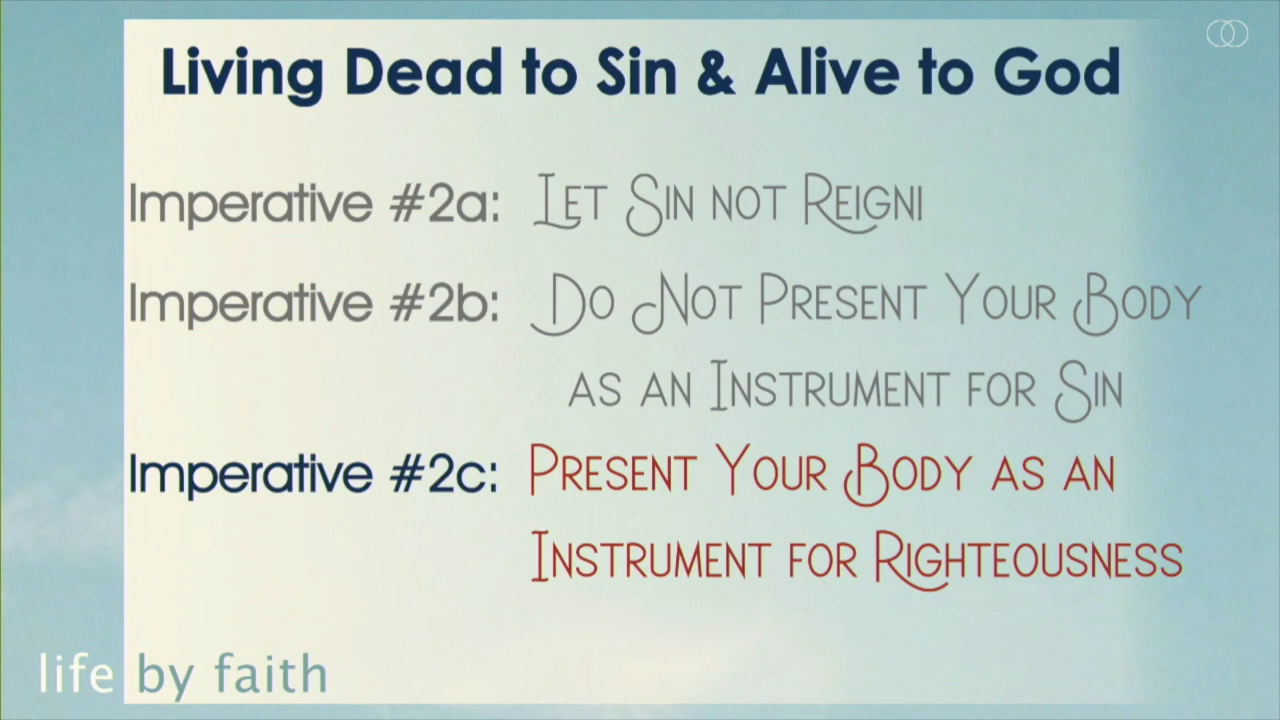 Living Dead to Sin & Alive to God
Imperative #2a: Let Sin not Reigni
Imperative #2b: Do Not Present Your Body
as an Instrument for Sin
Imperative #2c: Present Your Body as an
Instrument for Righteousness
life by faith